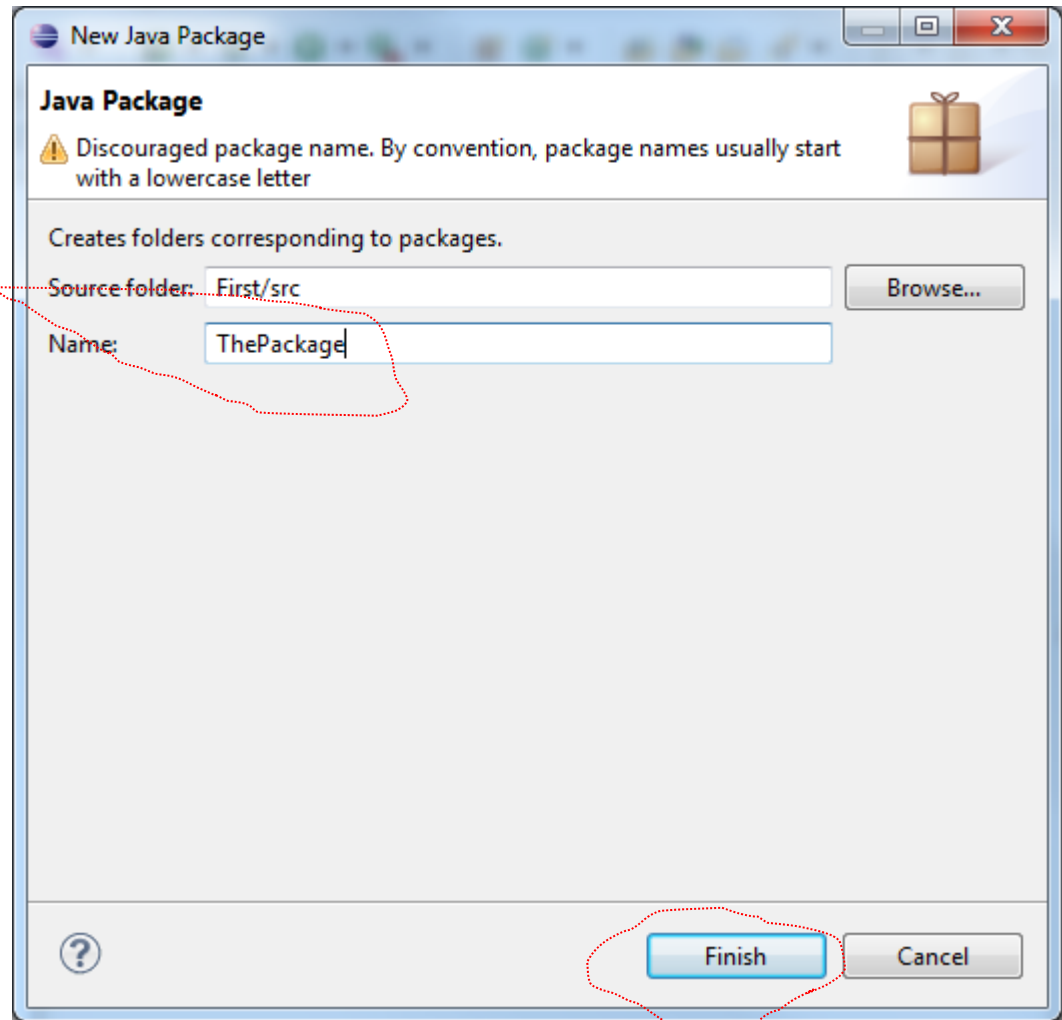 New Java Package
Java Package
Discouraged package name. By convention, package names usually start
with a lowercase letter
Creates folders corresponding to packages.
Source folder: First/src Browse...
Name: ThePackage
? Finish Cancel